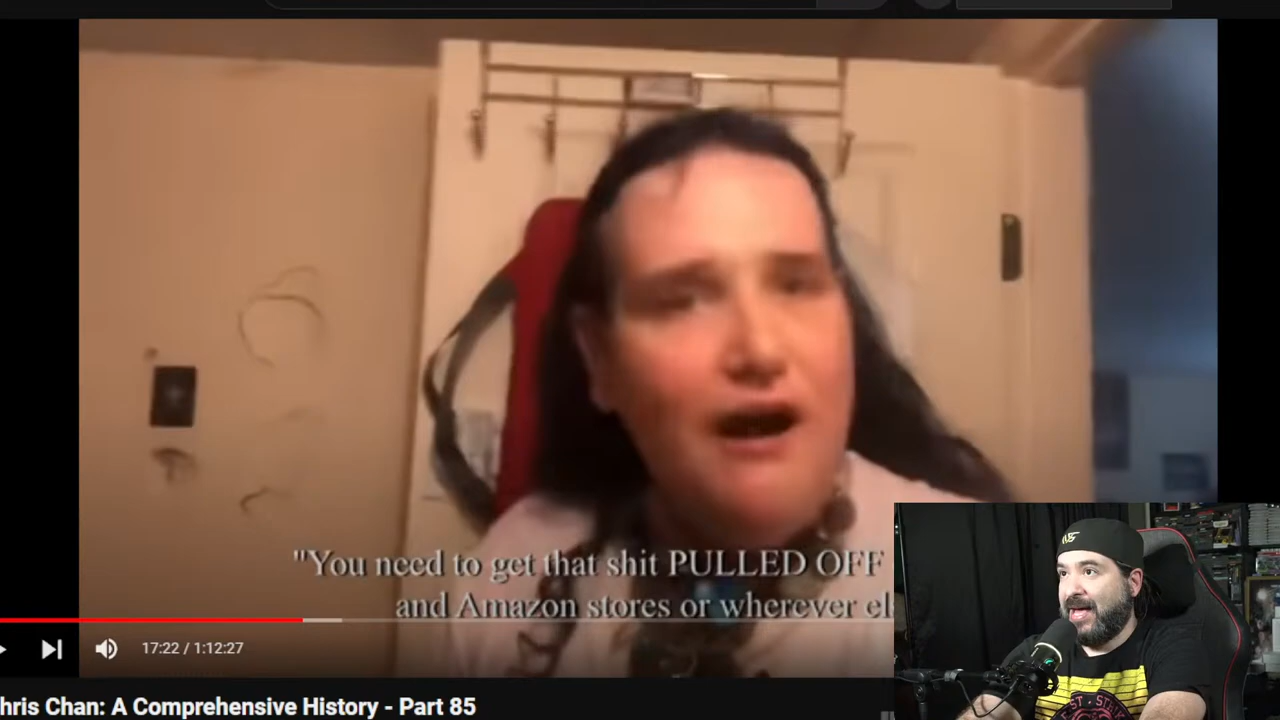 "You need to get that shit PULLED OFF
and Amazon stores or wherever el
17:22 / 1:12:27
hris Chan: A Comprehensive History - Part 85